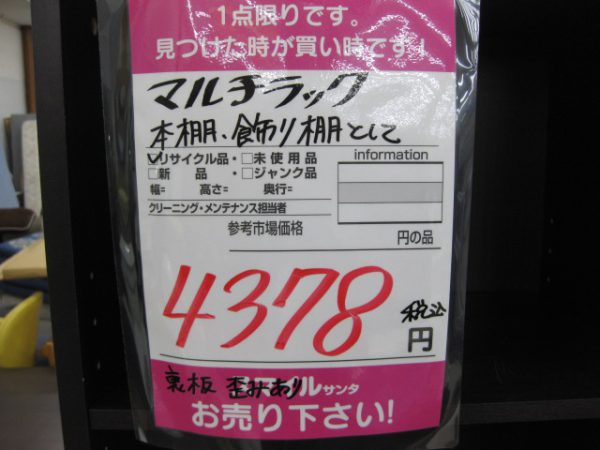 1点限りです。
見つけた時が買い時です!
マルチラック
本棚、飾り棚として
☑リサイクル品・□未使用品
□新 品・□ジャンク品
information
幅= 高さ= 奥行=
クリーニング・メンテナンス担当者
参考市場価格
円の品
4378 税込
円
裏板 歪みあり
ルサンタ
お売り下さい!